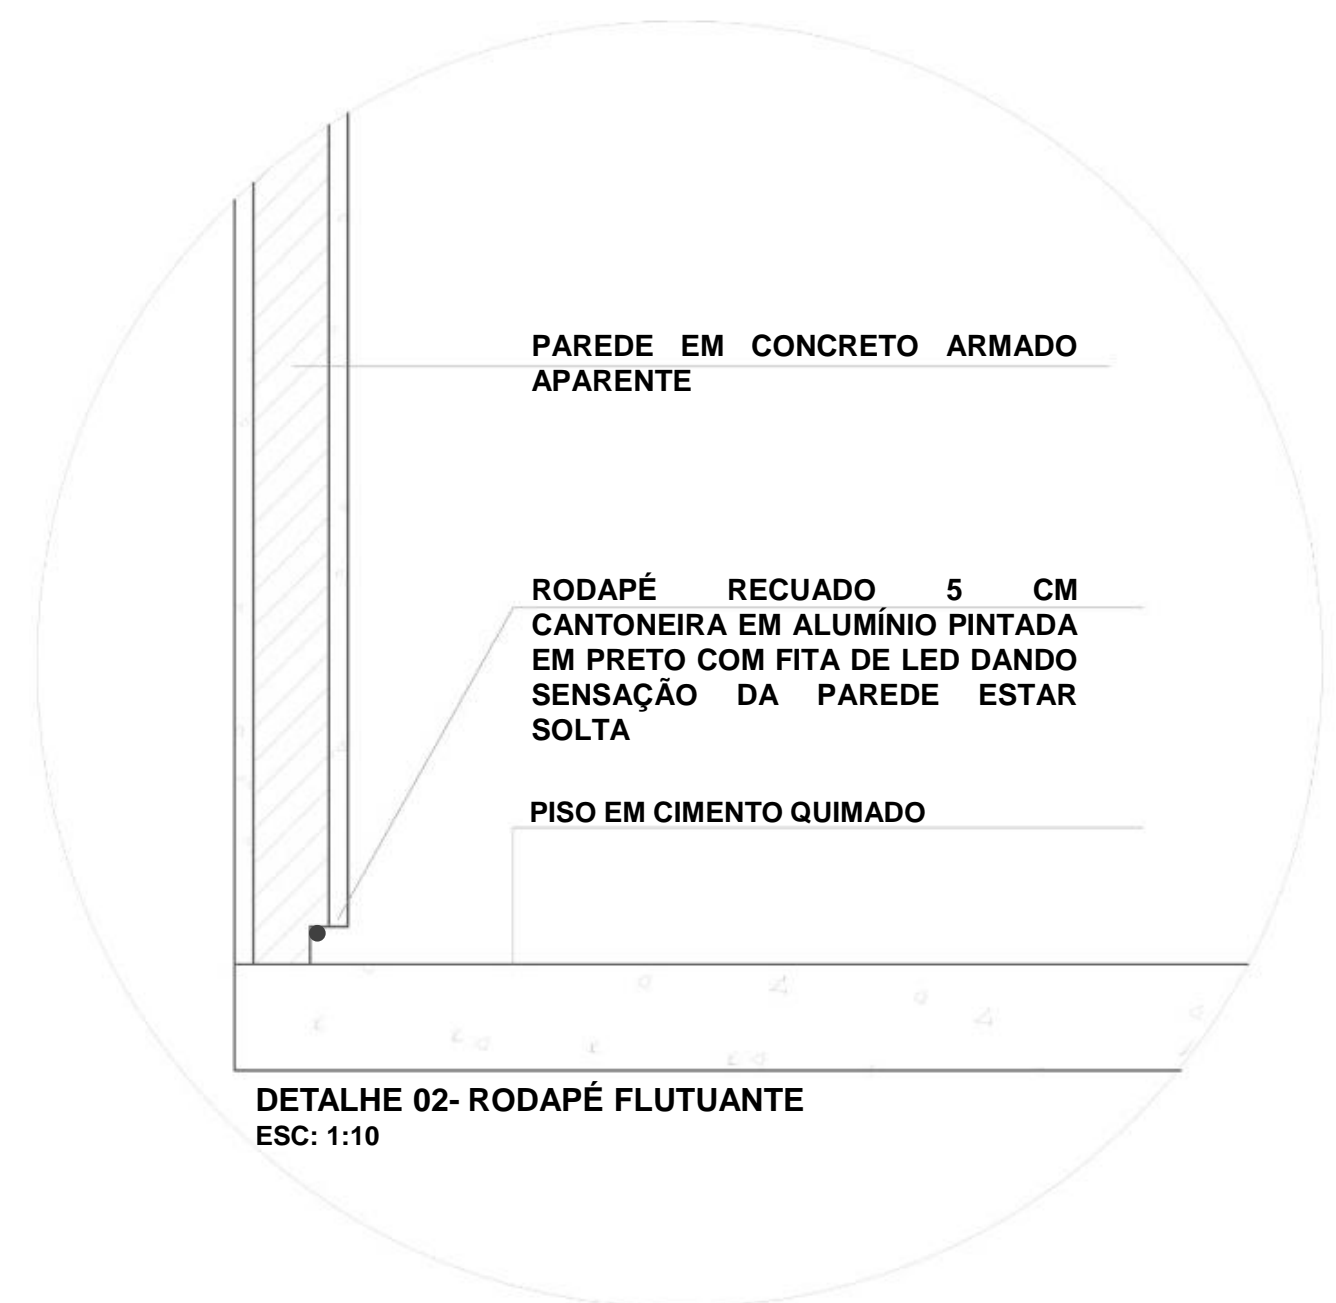 PAREDE EM CONCRETO ARMADO
APARENTE
RODAPÉ RECUADO 5 CM
CANTONEIRA EM ALUMÍNIO PINTADA
EM PRETO COM FITA DE LED DANDO
SENSAÇÃO DA PAREDE ESTAR
SOLTA
PISO EM CIMENTO QUIMADO
DETALHE 02- RODAPÉ FLUTUANTE
ESC: 1:10